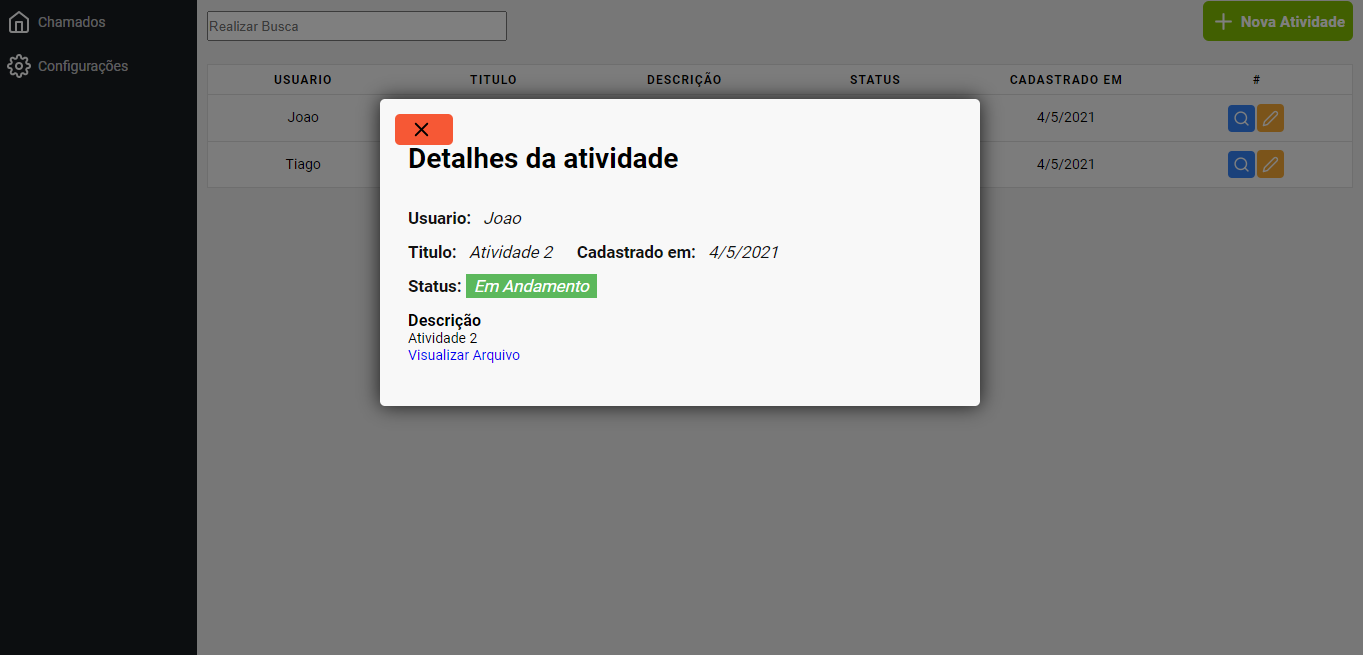 Chamados
Configurações
Realizar Busca
Nova Atividade
USUARIO TITULO DESCRIÇÃO STATUS CADASTRADO EM #
Joao 4/5/2021
Tiago 4/5/2021
Detalhes da atividade
Usuario: Joao
Titulo: Atividade 2 Cadastrado em: 4/5/2021
Status: Em Andamento
Descrição
Atividade 2
Visualizar Arquivo